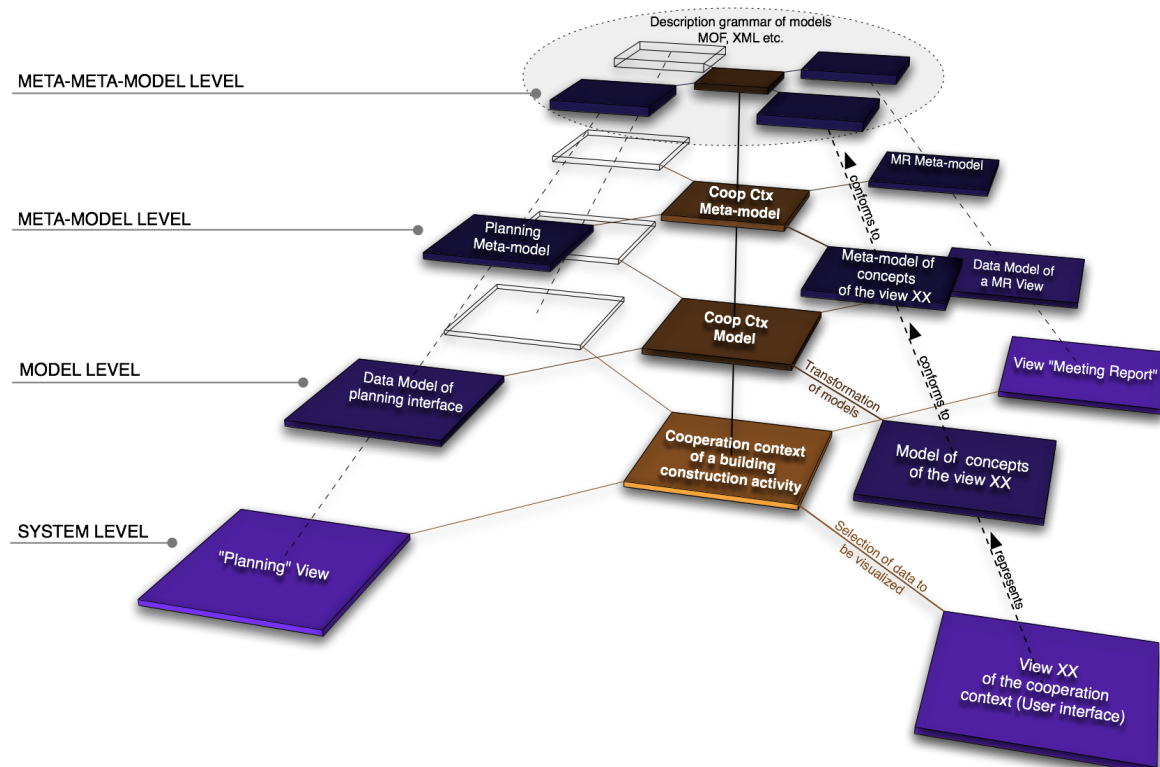 Description grammar of models
MOF, XML etc.
META-META-MODEL LEVEL
MR Meta-model
Coop Ctx
Meta-model
conforms to
META-MODEL LEVEL
Planning
Meta-model
Meta-model of
concepts
of the view XX
Data Model of
a MR View
Coop Ctx
Model
MODEL LEVEL
Data Model of
planning interface
Transformation
of models
conforms to
View "Meeting Report"
Cooperation context
of a building
construction activity
Model of concepts
of the view XX
SYSTEM LEVEL
"Planning" View
Selection of data to
be visualized
represents
View XX
of the cooperation
context (User interface)